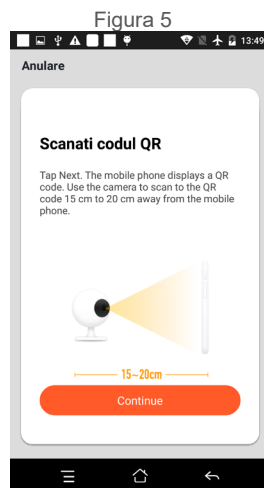 Figura 5
13:49
Anulare
Scanati codul QR
Tap Next. The mobile phone displays a QR
code. Use the camera to scan to the QR
code 15 cm to 20 cm away from the mobile
phone.
15~20cm
Continue